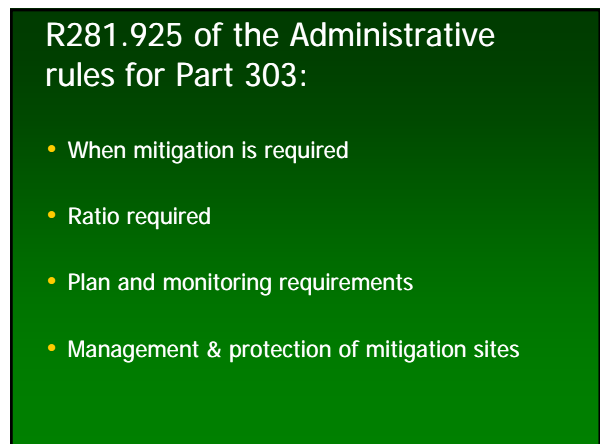 R281.925 of the Administrative
rules for Part 303:
• When mitigation is required
• Ratio required
• Plan and monitoring requirements
• Management & protection of mitigation sites